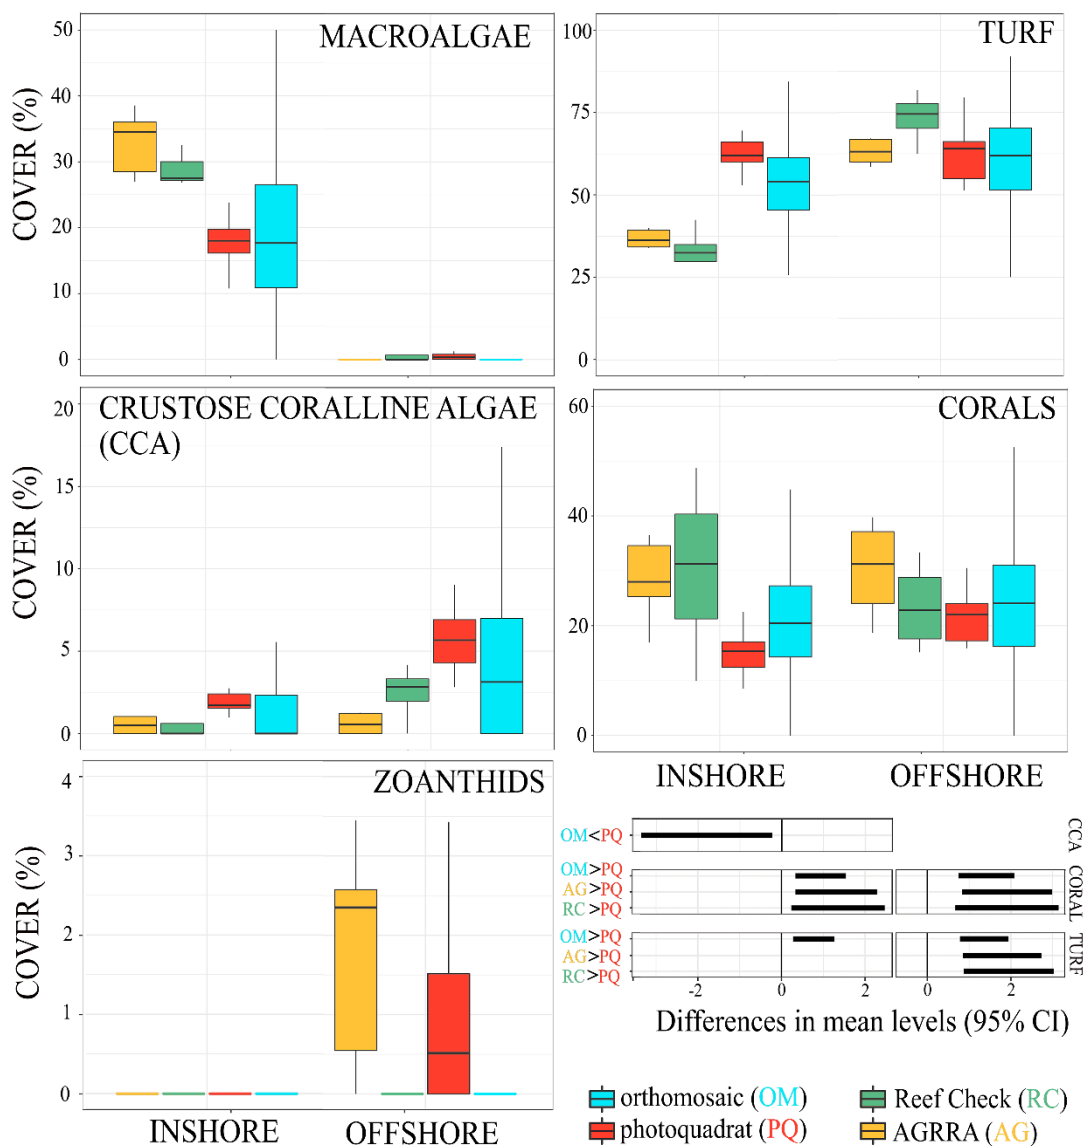 MACROALGAE
COVER (%)
50
40
30
20
10
0
TURF
100
75
50
25
0
CRUSTOSE CORALLINE ALGAE
(CCA)
COVER (%)
20
15
10
5
0
CORALS
60
40
20
0
INSHORE OFFSHORE
ZOANTHIDS
COVER (%)
4
3
2
1
0
INSHORE OFFSHORE
OM<PQ
CCA
OM>PQ
AG>PQ
RC>PQ
CORAL
OM>PQ
AG>PQ
RC>PQ
TURF
-2 0 2 0 2
Differences in mean levels (95% CI)
orthomosaic (OM) Reef Check (RC)
photoquadrat (PQ) AGRRA (AG)